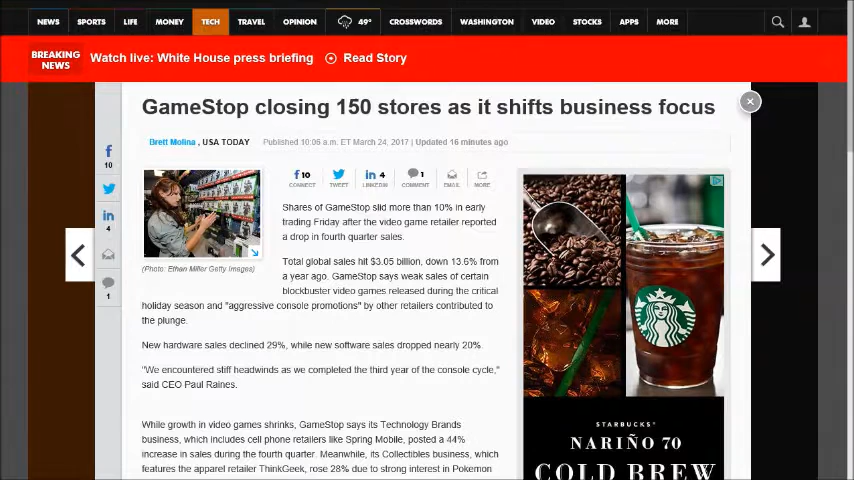 NEWS SPORTS LIFE MONEY TECH TRAVEL OPINION 49° CROSSWORDS WASHINGTON VIDEO STOCKS APPS MORE
BREAKING NEWS
Watch live: White House press briefing Read Story
GameStop closing 150 stores as it shifts business focus
Brett Molina , USA TODAY Published 10:06 a.m. ET March 24, 2017 | Updated 16 minutes ago
10
4
1
10 CONNECT
TWEET
4 LINKEDIN
1 COMMENT
EMAIL
MORE
(Photo: Ethan Miller Getty Images)
Shares of GameStop slid more than 10% in early
trading Friday after the video game retailer reported
a drop in fourth quarter sales.
Total global sales hit $3.05 billion, down 13.6% from
a year ago. GameStop says weak sales of certain
blockbuster video games released during the critical
holiday season and "aggressive console promotions" by other retailers contributed to
the plunge.
New hardware sales declined 29%, while new software sales dropped nearly 20%.
"We encountered stiff headwinds as we completed the third year of the console cycle,"
said CEO Paul Raines.
While growth in video games shrinks, GameStop says its Technology Brands
business, which includes cell phone retailers like Spring Mobile, posted a 44%
increase in sales during the fourth quarter. Meanwhile, its Collectibles business, which
features the apparel retailer ThinkGeek, rose 28% due to strong interest in Pokemon
STARBUCKS®
NARIÑO 70
COLD BREW